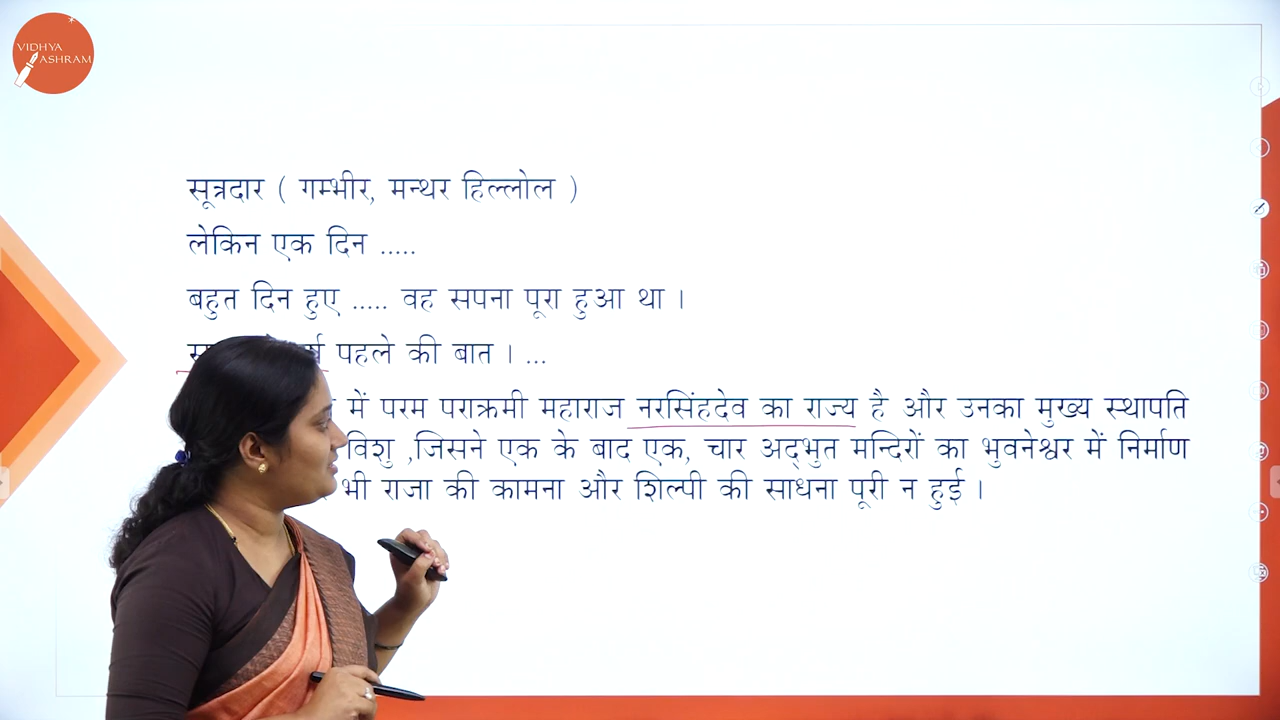 VIDHYA
ASHRAM
सूत्रदार ( गम्भीर, मन्थर हिल्लोल )
लेकिन एक दिन .....
बहुत दिन हुए ..... वह सपना पूरा हुआ था ।
पहले की बात । ...
में परम पराक्रमी महाराज नरसिंहदेव का राज्य है और उनका मुख्य स्थापति
विशु ,जिसने एक के बाद एक, चार अद्भुत मन्दिरों का भुवनेश्वर में निर्माण
भी राजा की कामना और शिल्पी की साधना पूरी न हुई ।